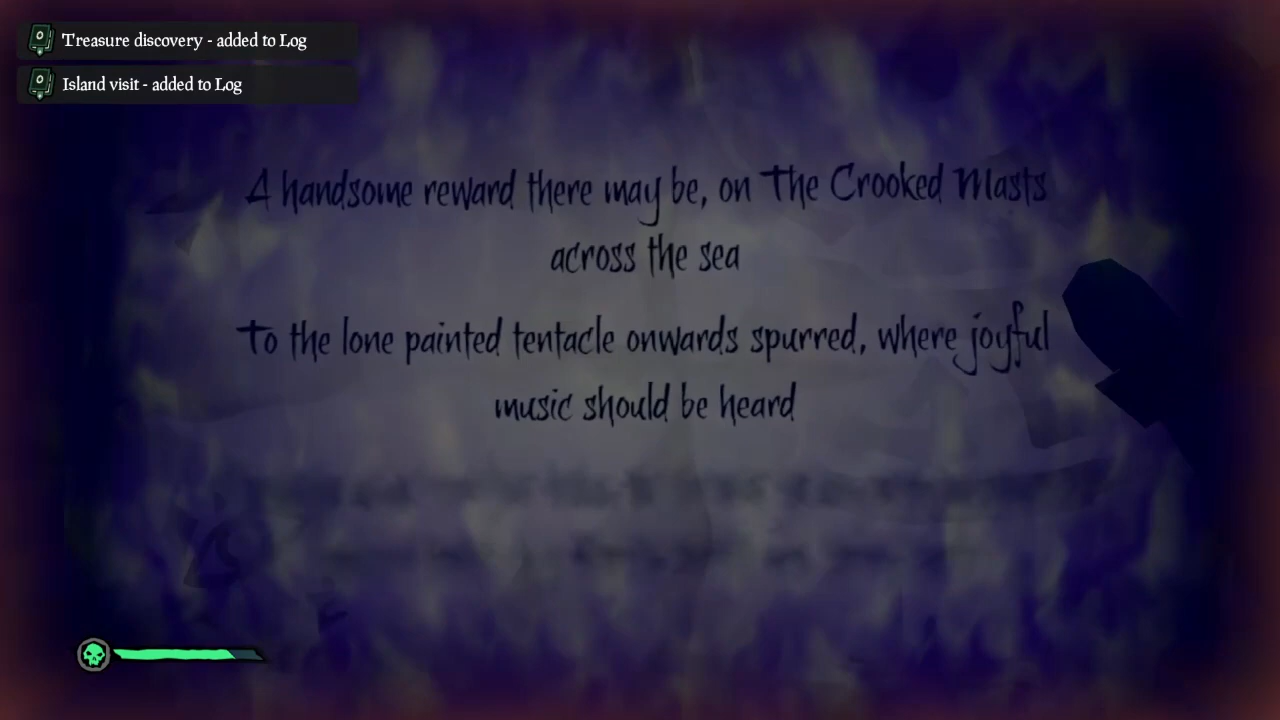 Treasure discovery - added to Log
Island visit - added to Log
A handsome reward there may be, on The Crooked Masts
across the sea
To the lone painted tentacle onwards spurred, where joyful
music should be heard